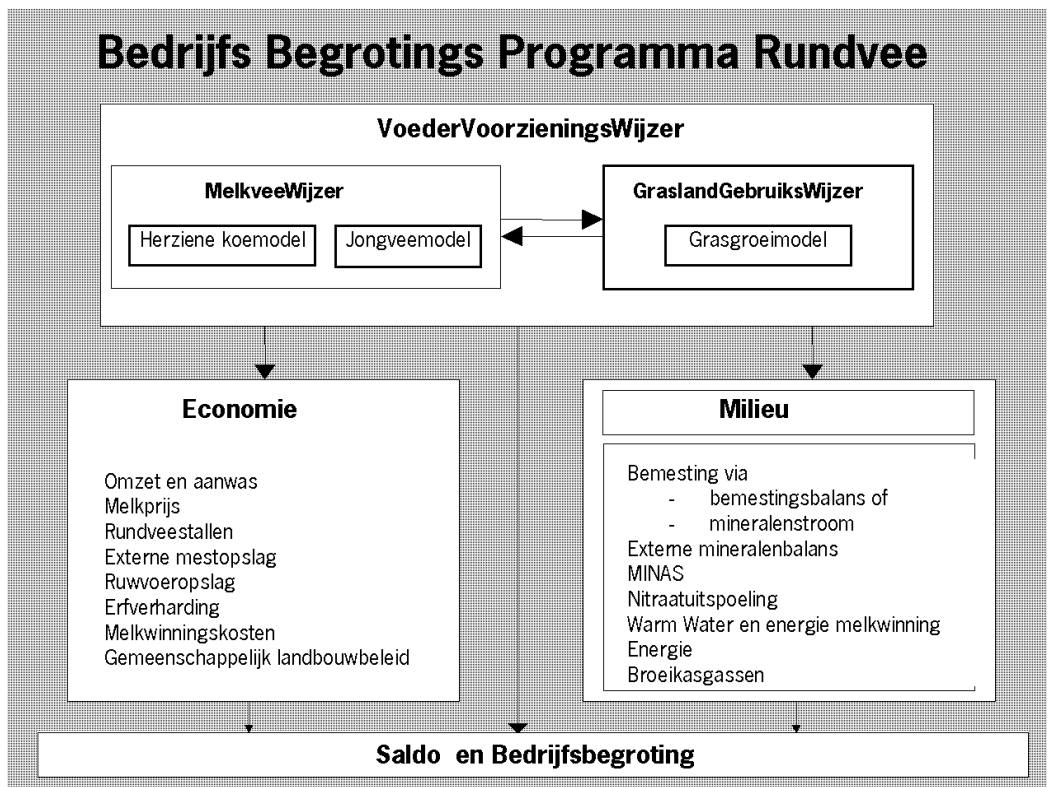 Bedrijfs Begrotings Programma Rundvee
VoederVoorzieningsWijzer
MelkveeWijzer
Herziene koemodel
Jongveemodel
GraslandGebruiksWijzer
Grasgroeimodel
Economie
Omzet en aanwas
Melkprijs
Rundveestallen
Externe mestopslag
Ruwvoeropslag
Erfverharding
Melkwinningskosten
Gemeenschappelijk landbouwbeleid
Milieu
Bemesting via
- bemestingsbalans of
- mineralenstroom
Externe mineralenbalans
MINAS
Nitraatuitspoeling
Warm Water en energie melkwinning
Energie
Broeikasgassen
Saldo en Bedrijfsbegroting